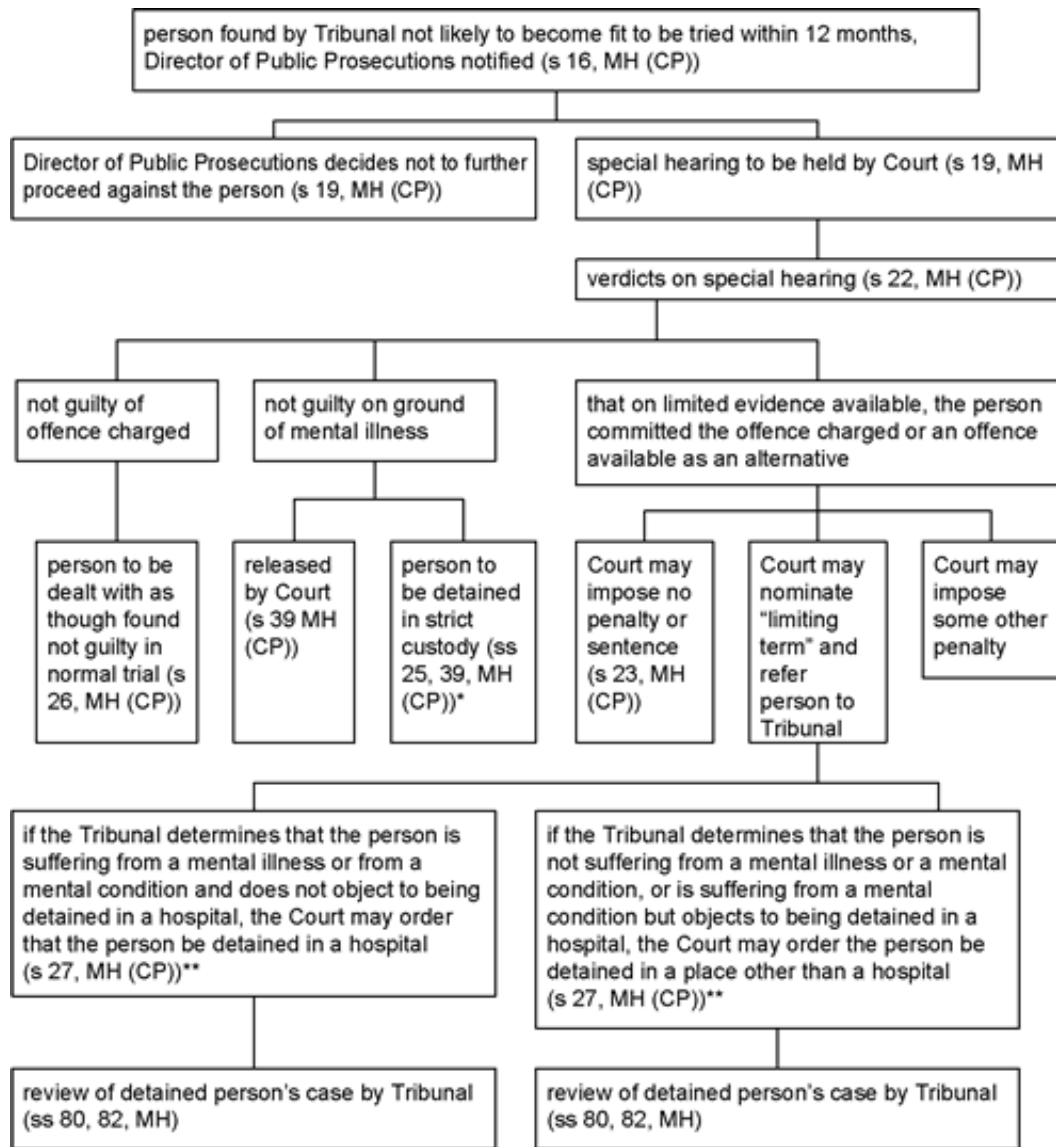 person found by Tribunal not likely to become fit to be tried within 12 months,
Director of Public Prosecutions notified (s 16, MH (CP))
Director of Public Prosecutions decides not to further
proceed against the person (s 19, MH (CP))
special hearing to be held by Court (s 19, MH
(CP))
verdicts on special hearing (s 22, MH (CP))
not guilty of
offence charged
not guilty on ground
of mental illness
that on limited evidence available, the person
committed the offence charged or an offence
available as an alternative
person to be
dealt with as
though found
not guilty in
normal trial (s
26, MH (CP))
released
by Court
(s 39 MH
(CP))
person to
be detained
in strict
custody (ss
25, 39, MH
(CP))*
Court may
impose no
penalty or
sentence
(s 23, MH
(CP))
Court may
nominate
“limiting
term” and
refer
person to
Tribunal
Court may
impose
some other
penalty
if the Tribunal determines that the person is
suffering from a mental illness or from a
mental condition and does not object to being
detained in a hospital, the Court may order
that the person be detained in a hospital
(s 27, MH (CP))**
if the Tribunal determines that the person is
not suffering from a mental illness or a mental
condition, or is suffering from a mental
condition but objects to being detained in a
hospital, the Court may order the person be
detained in a place other than a hospital
(s 27, MH (CP))**
review of detained person’s case by Tribunal
(ss 80, 82, MH)
review of detained person’s case by Tribunal
(ss 80, 82, MH)